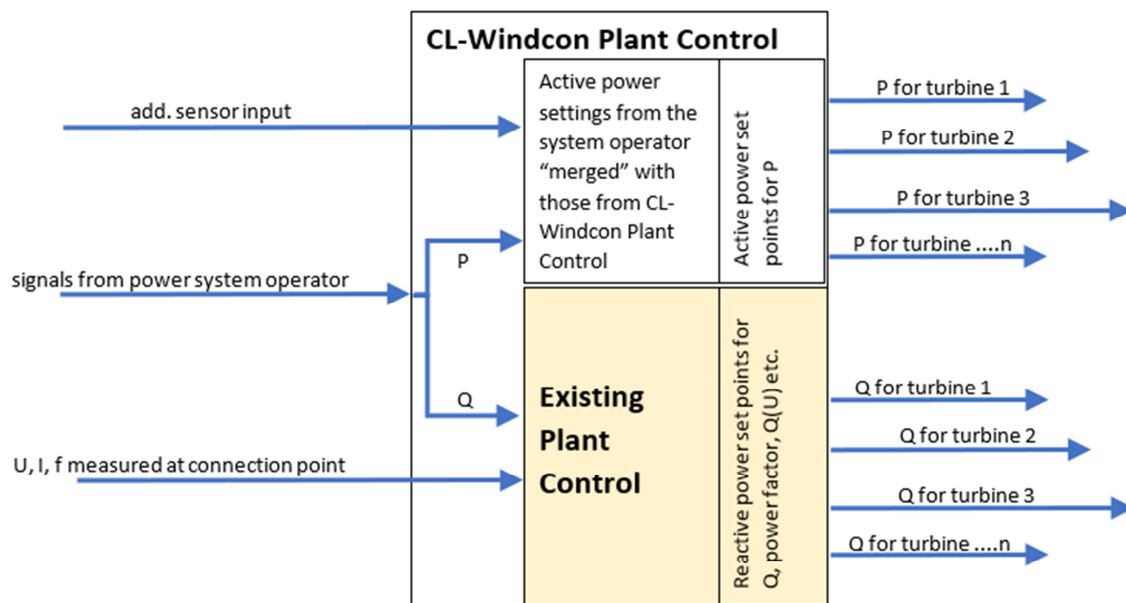 CL-Windcon Plant Control
add. sensor input
signals from power system operator
U, I, f measured at connection point
P
Q
Active power
settings from the
system operator
“merged” with
those from CL-
Windcon Plant
Control
Active power set
points for P
Existing
Plant
Control
Reactive power set points for
Q, power factor, Q(U) etc.
P for turbine 1
P for turbine 2
P for turbine 3
P for turbine ....n
Q for turbine 1
Q for turbine 2
Q for turbine 3
Q for turbine ....n